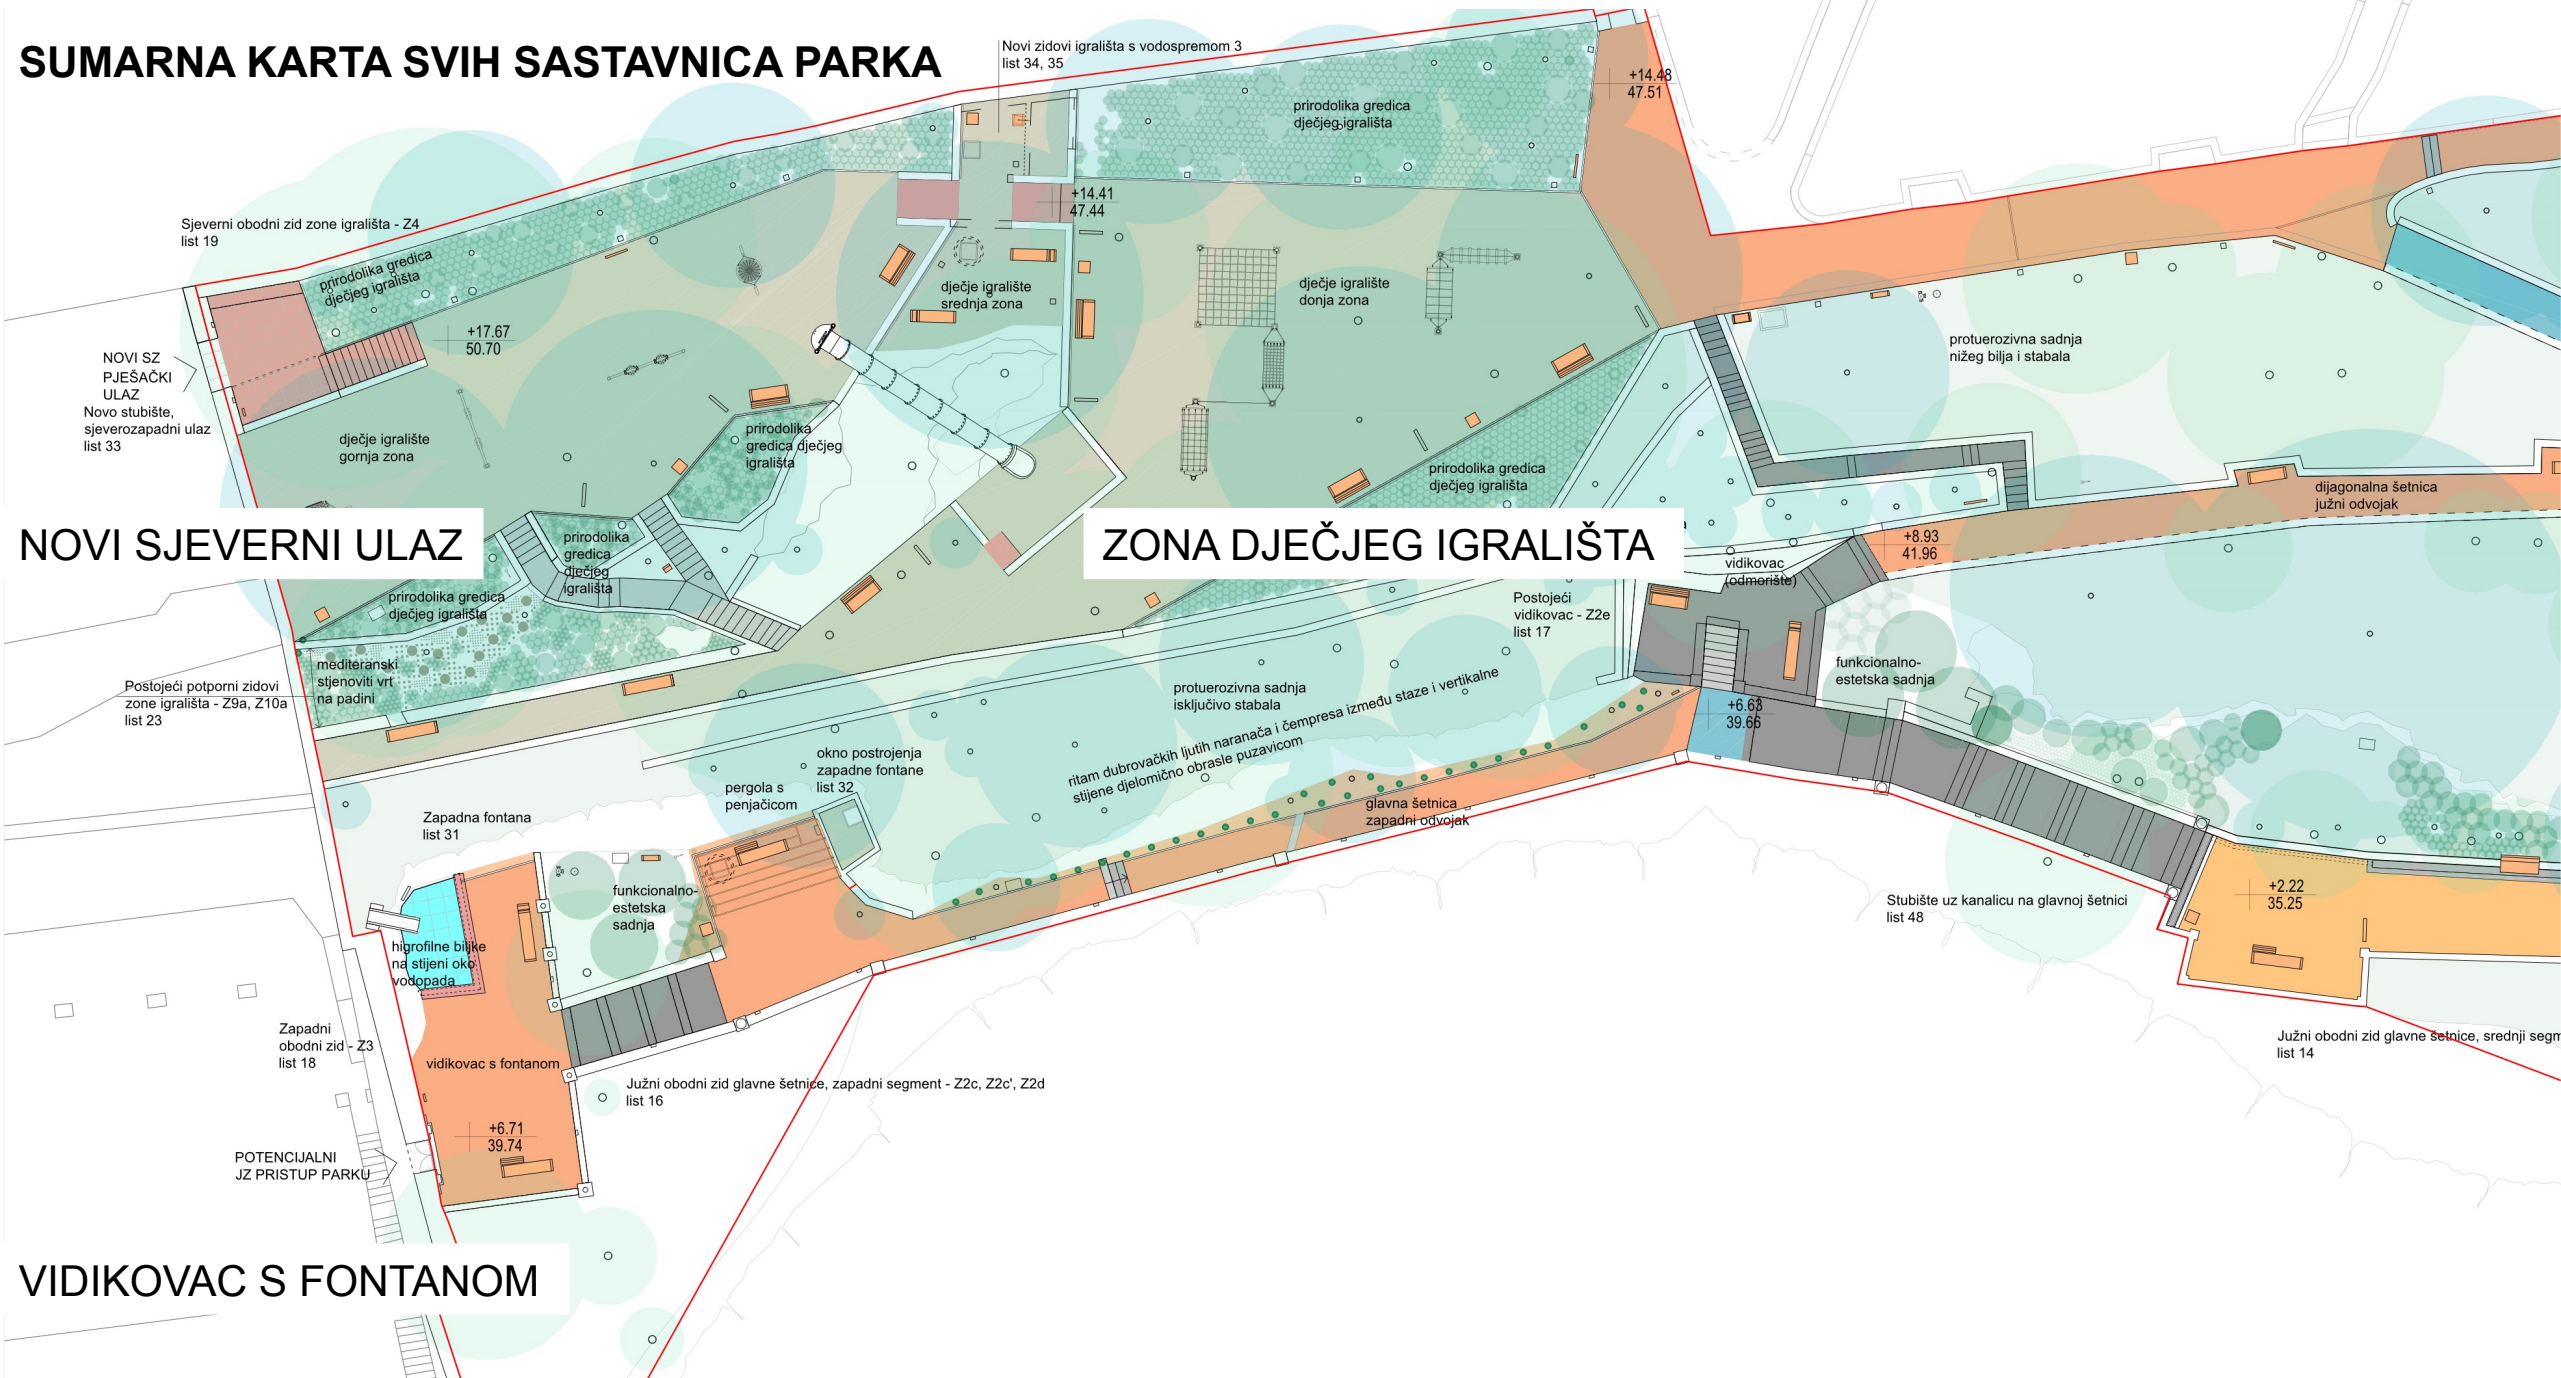 SUMARNA KARTA SVIH SASTAVNICA PARKA
Novi zidovi igrališta s vodospremom 3
list 34, 35
prirodolika gredica
dječjeg igrališta
+14.48
47.51
Sjeverni obodni zid zone igrališta - Z4
list 19
prirodolika gredica
dječjeg igrališta
+14.41
47.44
dječje igralište
srednja zona
dječje igralište
donja zona
+17.67
50.70
NOVI SZ
PJEŠAČKI
ULAZ
Novo stubište,
sjeverozapadni ulaz
list 33
protuerozivna sadnja
nižeg bilja i stabala
dječje igralište
gornja zona
prirodolika
gredica dječjeg
igrališta
prirodolika gredica
dječjeg igrališta
dijagonalna šetnica
južni odvojak
NOVI SJEVERNI ULAZ
prirodolika
gredica
dječjeg
igrališta
ZONA DJEČJEG IGRALIŠTA
+8.93
41.96
vidikovac
(odmorište)
prirodolika gredica
dječjeg igrališta
Postojeći
vidikovac - Z2e
list 17
mediteranski
stjenoviti vrt
na padini
Postojeći potporni zidovi
zone igrališta - Z9a, Z10a
list 23
protuerozivna sadnja
isključivo stabala
funkcionalno-
estetska sadnja
ritam dubrovačkih ljutih naranača i čempresa između staze i vertikalne
stijene djelomično obrasle puzavicom
+6.63
39.66
okno postrojenja
zapadne fontane
list 32
pergola s
penjačicom
glavna šetnica
zapadni odvojak
Zapadna fontana
list 31
funkcionalno-
estetska
sadnja
+2.22
35.25
Stubište uz kanalicu na glavnoj šetnici
list 48
higrofilne biljke
na stijeni oko
vodopada
Zapadni
obodni zid - Z3
list 18
vidikovac s fontanom
Južni obodni zid glavne šetnice, srednji segm
list 14
Južni obodni zid glavne šetnice, zapadni segment - Z2c, Z2c', Z2d
list 16
+6.71
39.74
POTENCIJALNI
JZ PRISTUP PARKU
VIDIKOVAC S FONTANOM